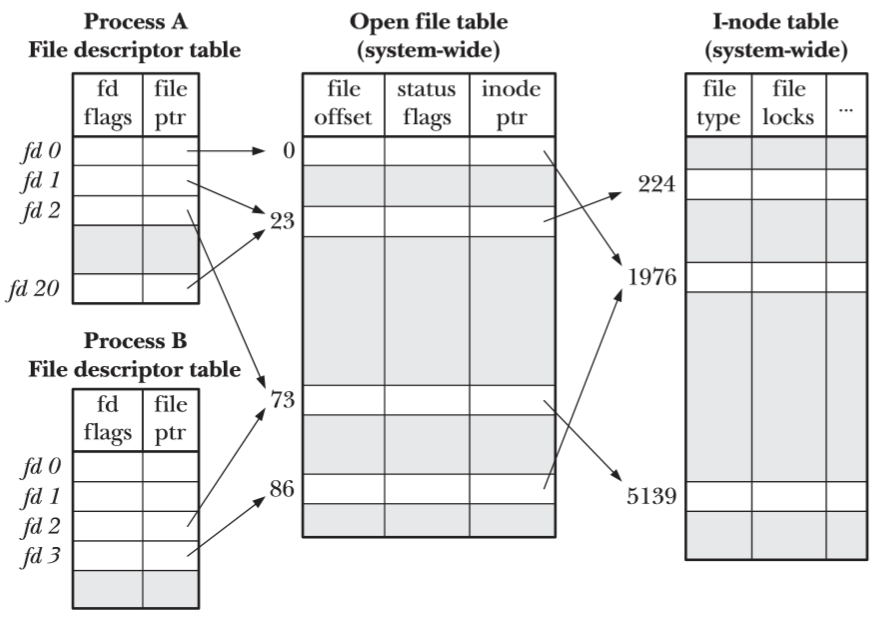 Process A
File descriptor table
fd
flags
file
ptr
fd 0
fd 1
fd 2
fd 20
Process B
File descriptor table
fd
flags
file
ptr
fd 0
fd 1
fd 2
fd 3
Open file table
(system-wide)
file
offset
status
flags
inode
ptr
0
23
73
86
I-node table
(system-wide)
file
type
file
locks
...
224
1976
5139